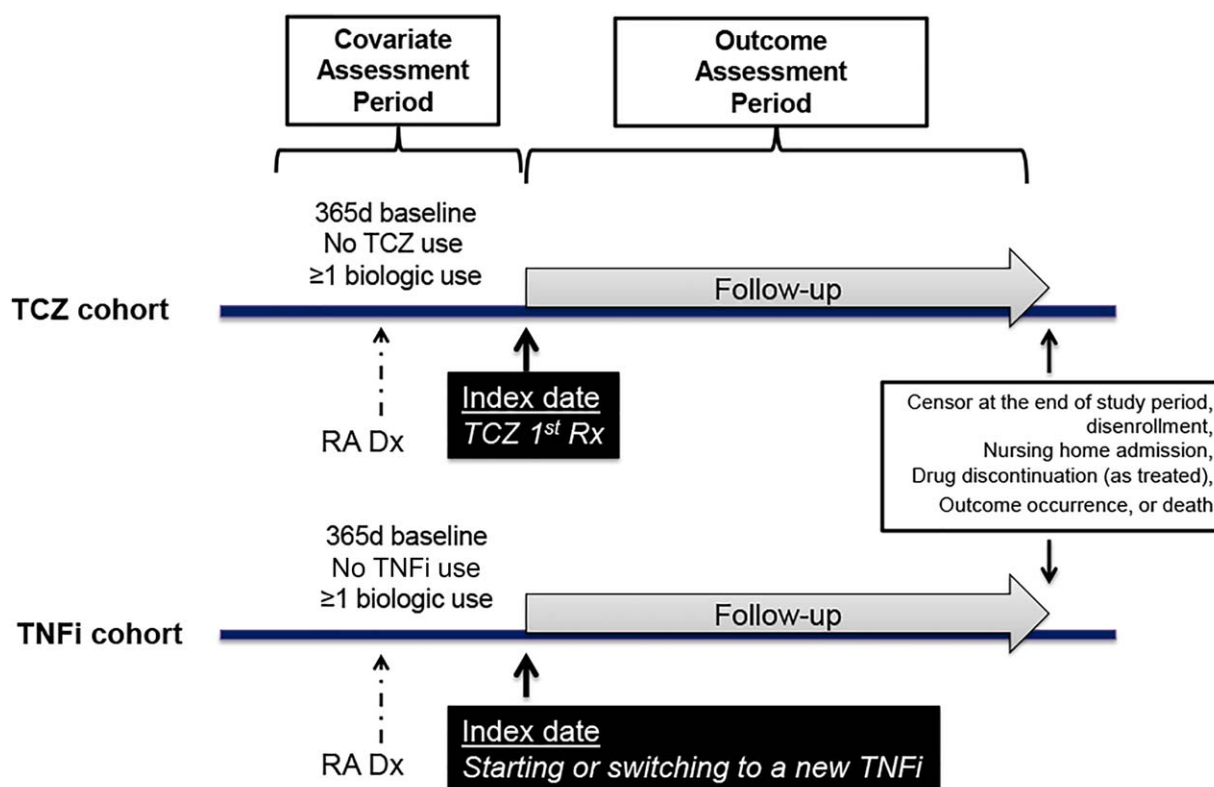 Covariate
Assessment
Period
Outcome
Assessment
Period
365d baseline
No TCZ use
≥1 biologic use
Follow-up
TCZ cohort
RA Dx
Index date
TCZ 1st Rx
Censor at the end of study period,
disenrollment,
Nursing home admission,
Drug discontinuation (as treated),
Outcome occurrence, or death
365d baseline
No TNFi use
≥1 biologic use
Follow-up
TNFi cohort
RA Dx
Index date
Starting or switching to a new TNFi